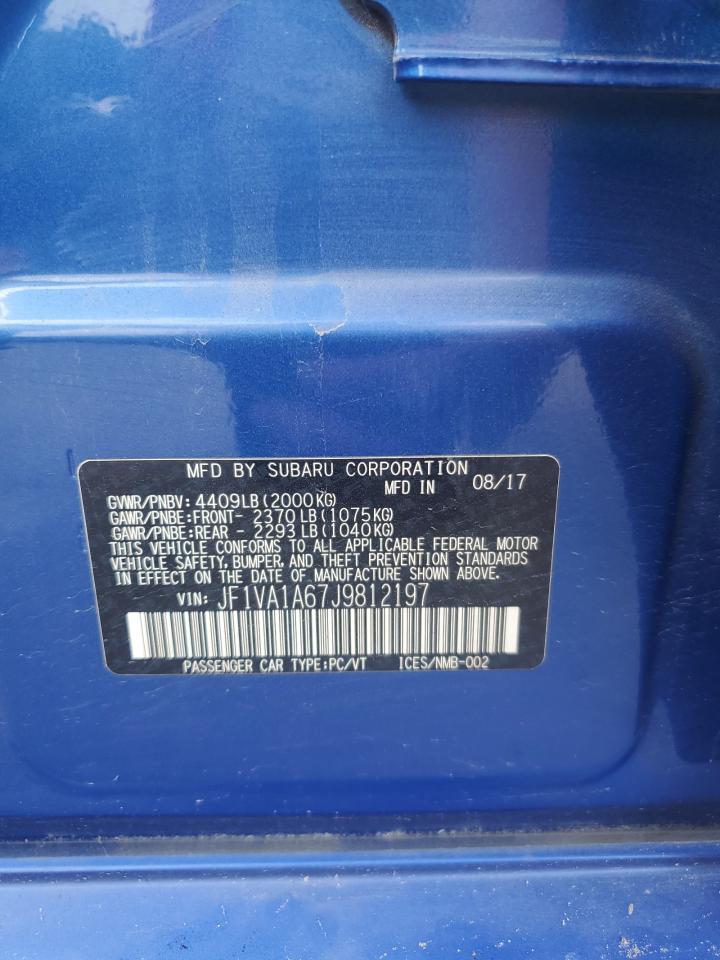 MFD BY SUBARU CORPORATION
MFD IN 08/17
GVWR/PNBV: 4409LB(2000KG)
GAWR/PNBE:FRONT- 2370LB(1075KG)
GAWR/PNBE:REAR - 2293LB(1040KG)
THIS VEHICLE CONFORMS TO ALL APPLICABLE FEDERAL MOTOR
VEHICLE SAFETY, BUMPER, AND THEFT PREVENTION STANDARDS
IN EFFECT ON THE DATE OF MANUFACTURE SHOWN ABOVE.
VIN: JF1VA1A67J9812197
PASSENGER CAR TYPE:PC/VT ICES/NMB-002